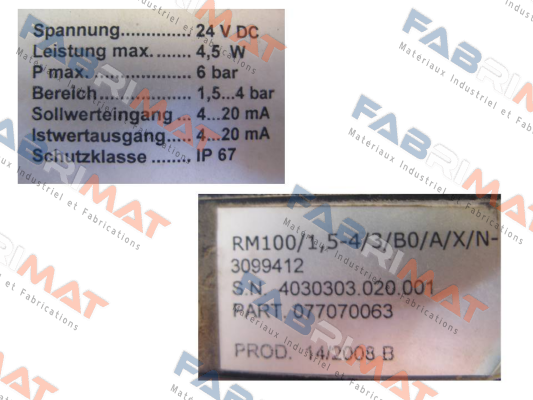 Spannung.............. 24 V DC
Leistung max. ...... 4,5 W
P max. ................... 6 bar
Bereich................. 1,5...4 bar
Sollwerteingang ... 4...20 mA
Istwertausgang..... 4...20 mA
Schutzklasse ........ IP 67
RM100/1,5-4/3/B0/A/X/N-
3099412
S.N. 4030303.020.001
PART. 077070063
PROD. 14/2008 B
FABRIMAT
Materiaux Industriel et Fabrications